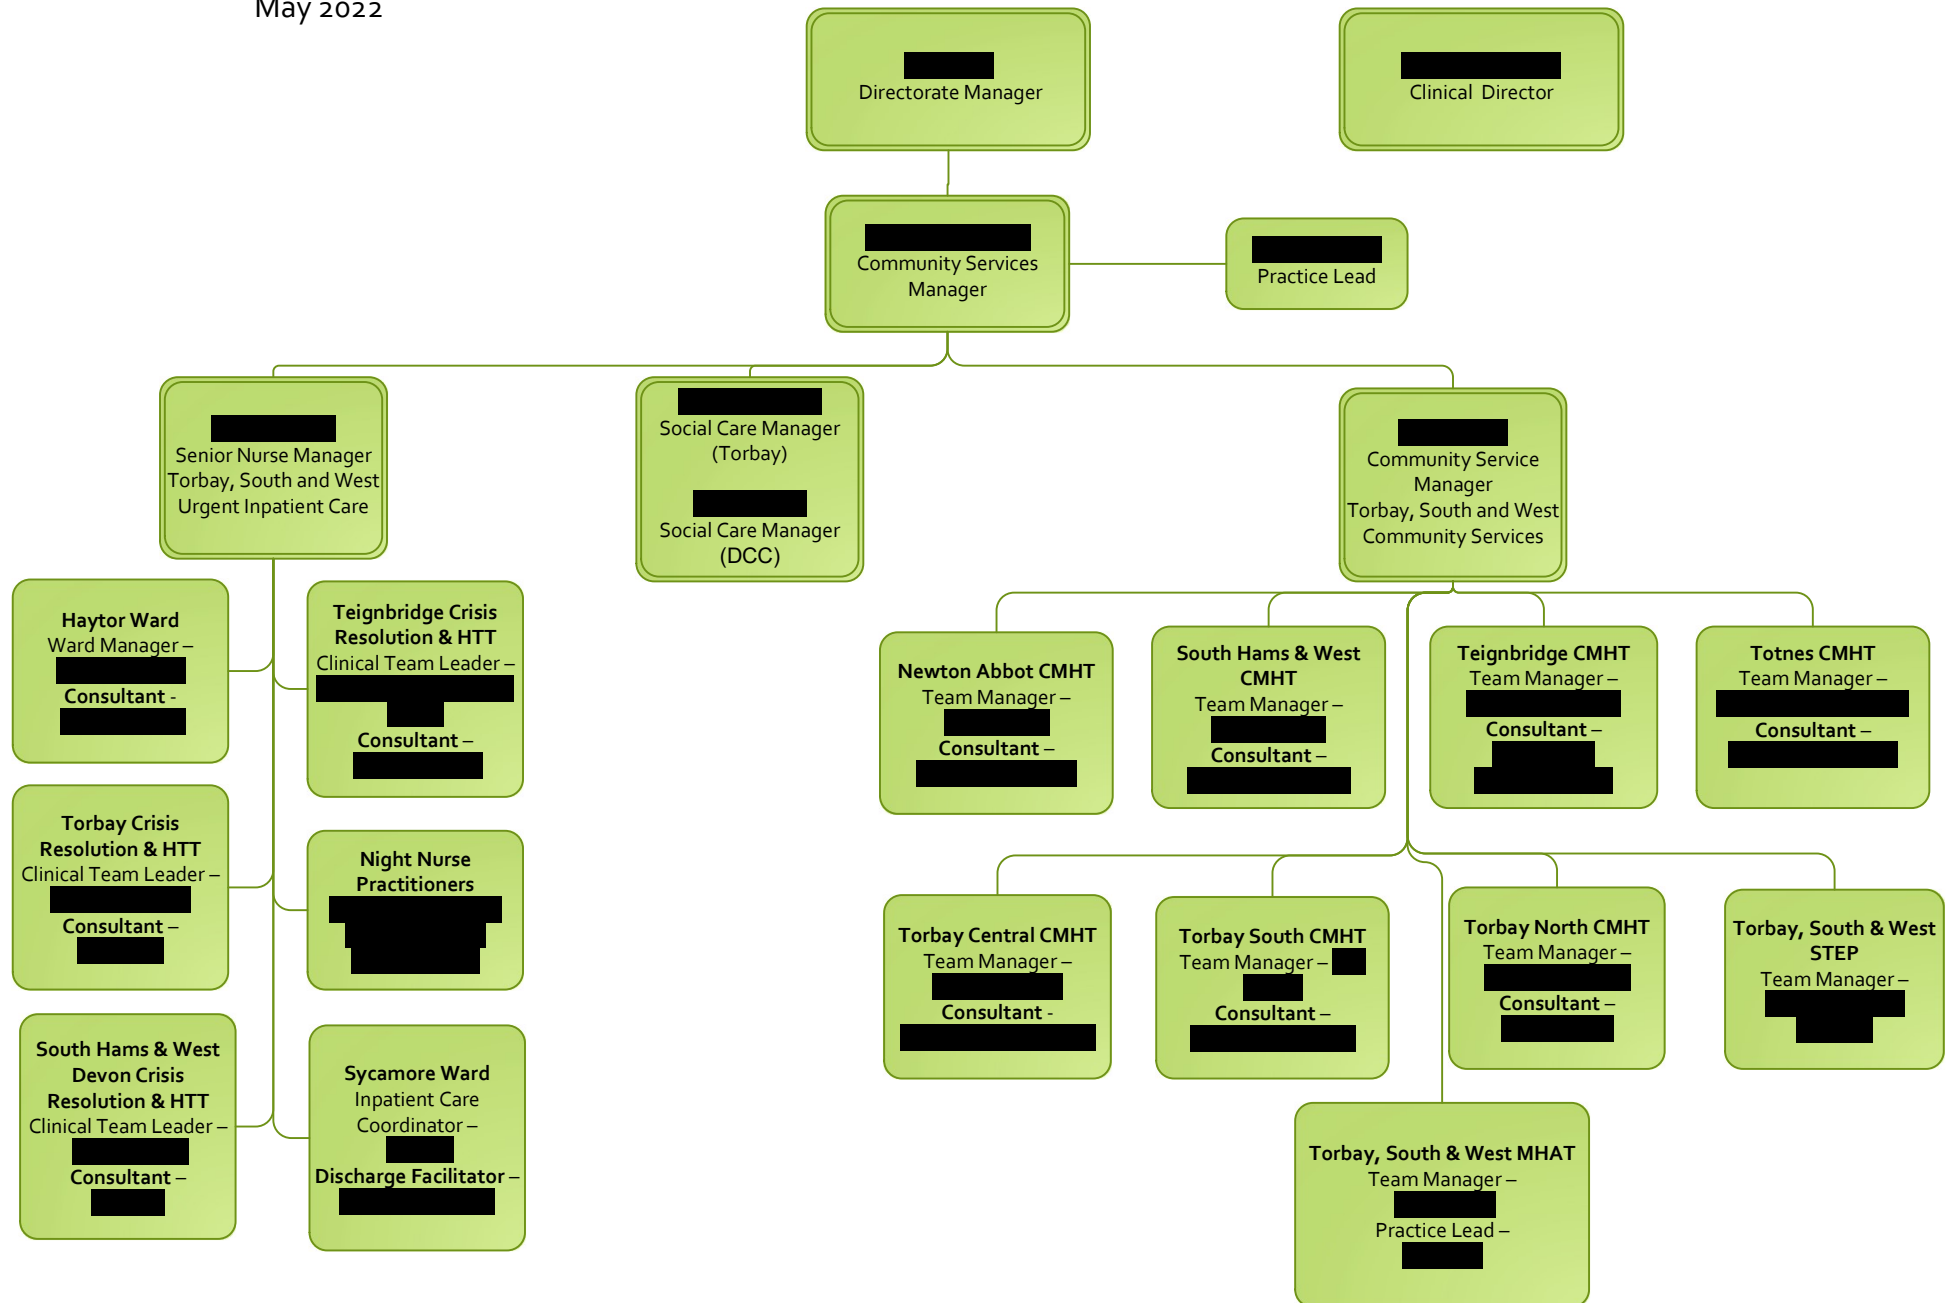 May 2022
Directorate Manager
Clinical Director
Community Services
Manager
Practice Lead
Senior Nurse Manager
Torbay, South and West
Urgent Inpatient Care
Social Care Manager
(Torbay)
Social Care Manager
(DCC)
Community Service
Manager
Torbay, South and West
Community Services
Haytor Ward
Ward Manager –
Consultant -
Teignbridge Crisis
Resolution & HTT
Clinical Team Leader –
Consultant –
Torbay Crisis
Resolution & HTT
Clinical Team Leader –
Consultant –
Night Nurse
Practitioners
South Hams & West
Devon Crisis
Resolution & HTT
Clinical Team Leader –
Consultant –
Sycamore Ward
Inpatient Care
Coordinator –
Discharge Facilitator –
Newton Abbot CMHT
Team Manager –
Consultant –
South Hams & West
CMHT
Team Manager –
Consultant –
Teignbridge CMHT
Team Manager –
Consultant –
Totnes CMHT
Team Manager –
Consultant –
Torbay Central CMHT
Team Manager –
Consultant -
Torbay South CMHT
Team Manager –
Consultant –
Torbay North CMHT
Team Manager –
Consultant –
Torbay, South & West
STEP
Team Manager –
Torbay, South & West MHAT
Team Manager –
Practice Lead –